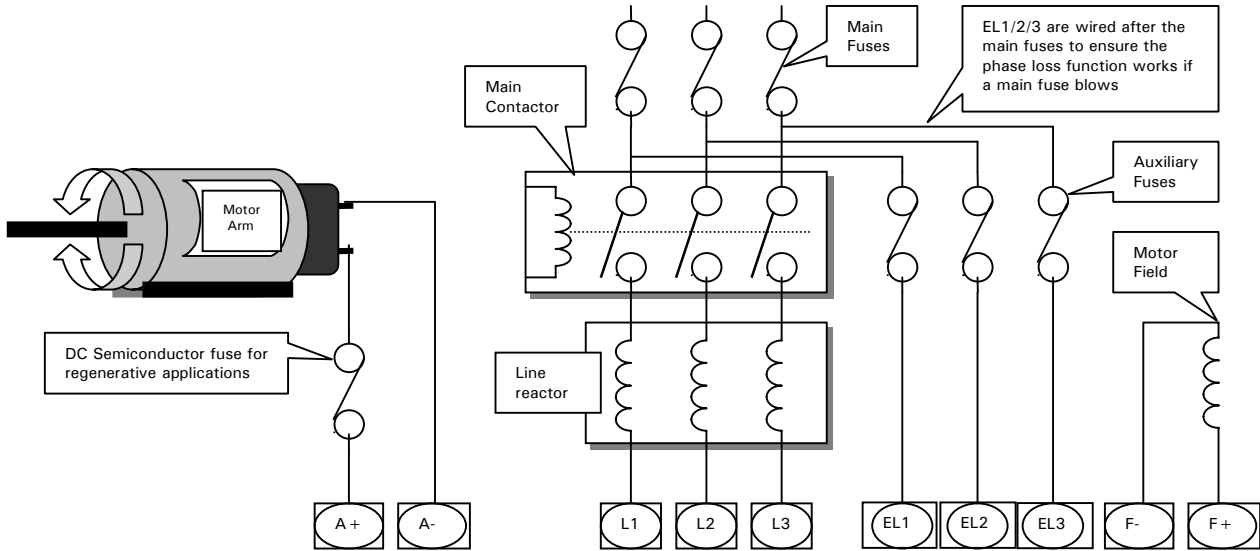 Main
Fuses
EL1/2/3 are wired after the
main fuses to ensure the
phase loss function works if
a main fuse blows
Main
Contactor
Auxiliary
Fuses
Motor
Arm
Motor
Field
DC Semiconductor fuse for
regenerative applications
Line
reactor
A+
A-
L1
L2
L3
EL1
EL2
EL3
F-
F+